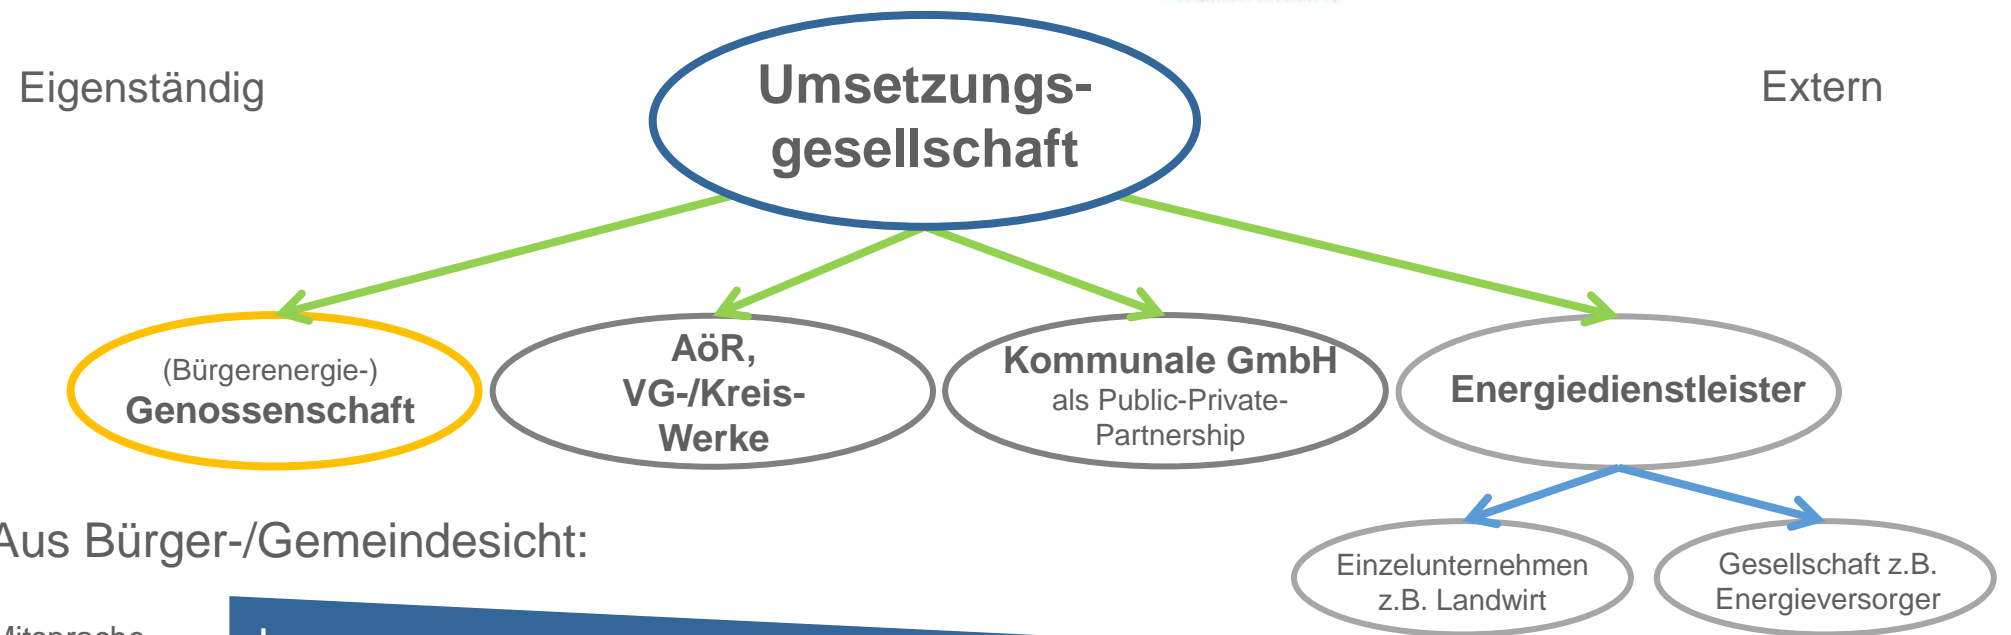 Eigenständig
Umsetzungs-
gesellschaft
Extern
(Bürgerenergie-)
Genossenschaft
AöR,
VG-/Kreis-
Werke
Kommunale GmbH
als Public-Private-
Partnership
Energiedienstleister
Einzelunternehmen
z.B. Landwirt
Gesellschaft z.B.
Energieversorger
Aus Bürger-/Gemeindesicht:
Mitsprache